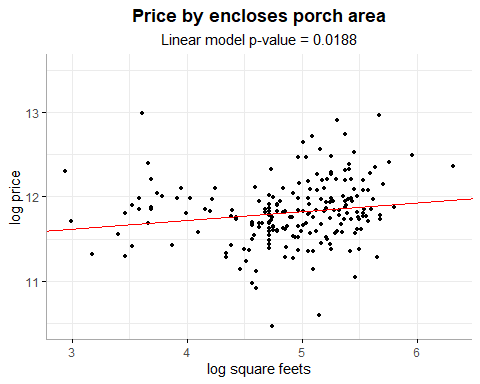 Price by encloses porch area
Linear model p-value = 0.0188
log price
13
12
11
3
4
5
6
log square feets